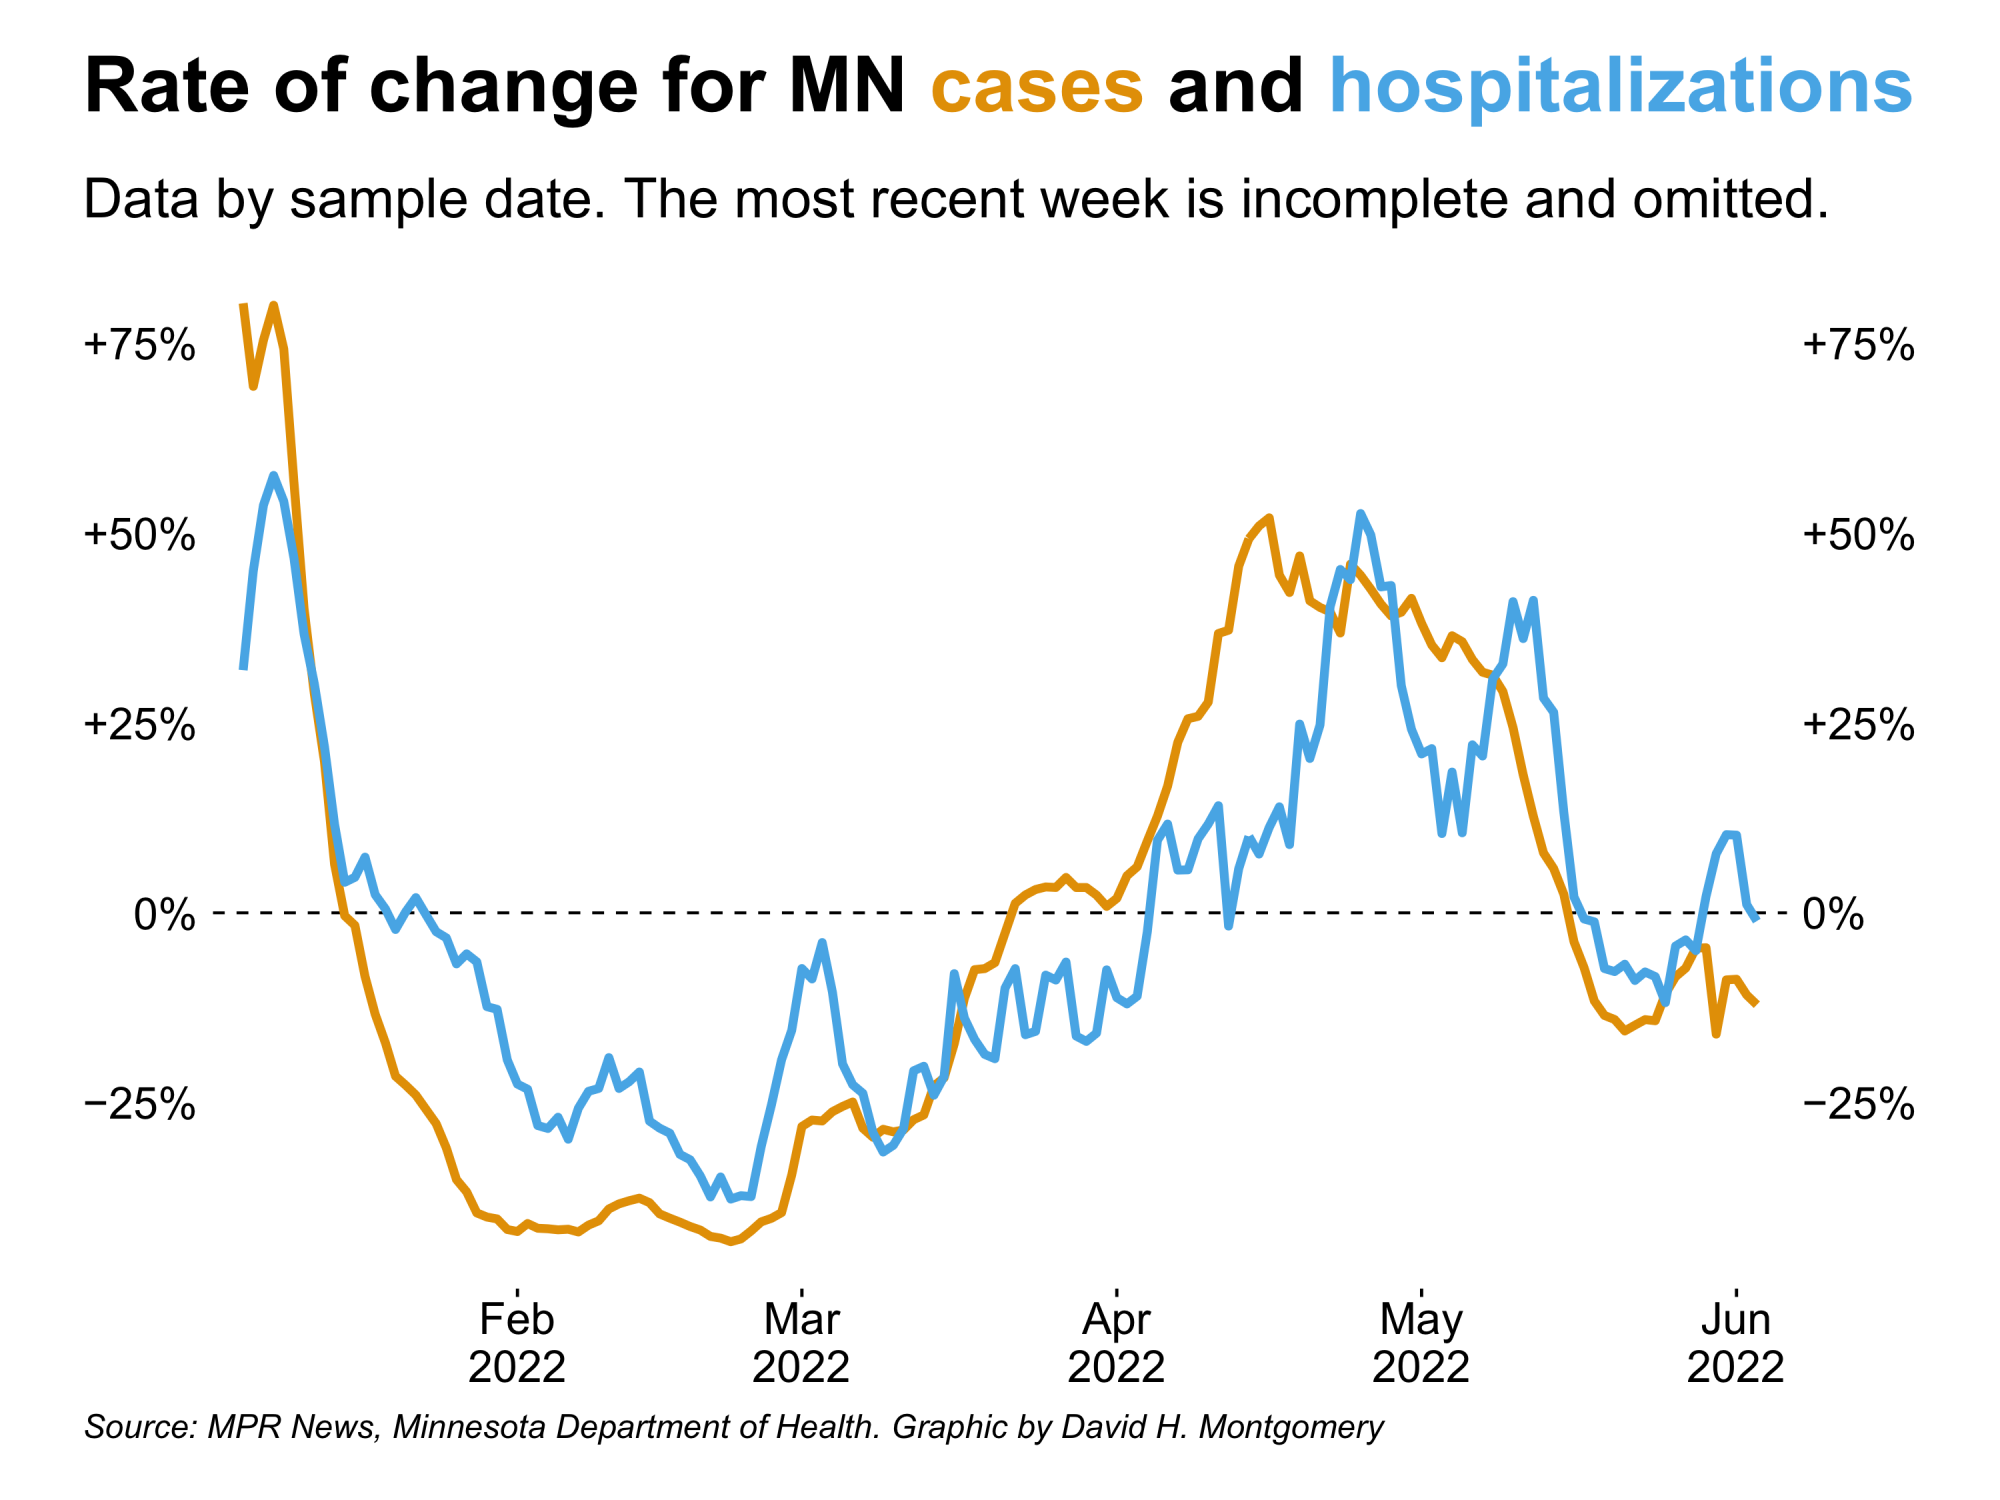 Rate of change for MN cases and hospitalizations
Data by sample date. The most recent week is incomplete and omitted.
+75%
+75%
+50%
+50%
+25%
+25%
0%
0%
−25%
−25%
Feb
2022
Mar
2022
Apr
2022
May
2022
Jun
2022
Source: MPR News, Minnesota Department of Health. Graphic by David H. Montgomery